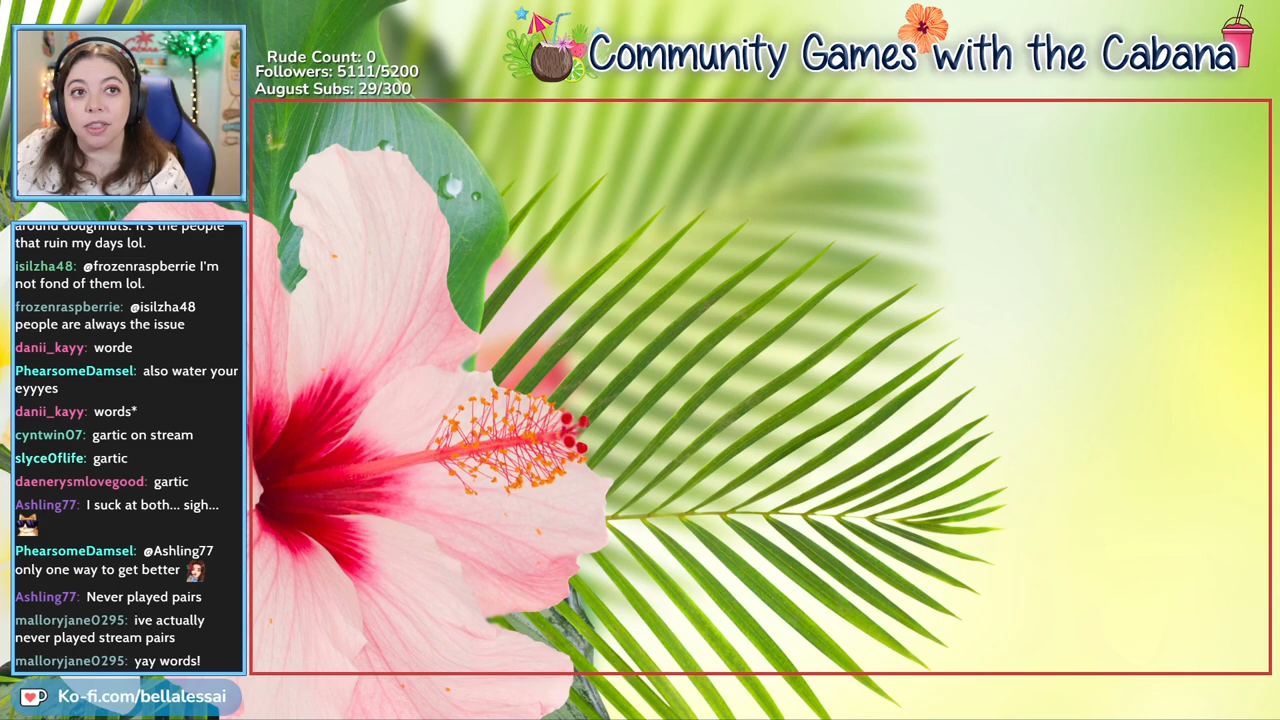 Community Games with the Cabana
Rude Count: 0
Followers: 5111/5200
August Subs: 29/300
around doughnuts. It's the people
that ruin my days lol.
isilzha48: @frozenraspberrie I'm
not fond of them lol.
frozenraspberrie: @isilzha48
people are always the issue
danii_kayy: worde
PhearsomeDamsel: also water your
eyyyes
danii_kayy: words*
cyntwin07: gartic on stream
slyce0flife: gartic
daenerysmlovegood: gartic
Ashling77: I suck at both... sigh...
PhearsomeDamsel: @Ashling77
only one way to get better
Ashling77: Never played pairs
malloryjane0295: ive actually
never played stream pairs
malloryjane0295: yay words!
Ko-fi.com/bellalessai